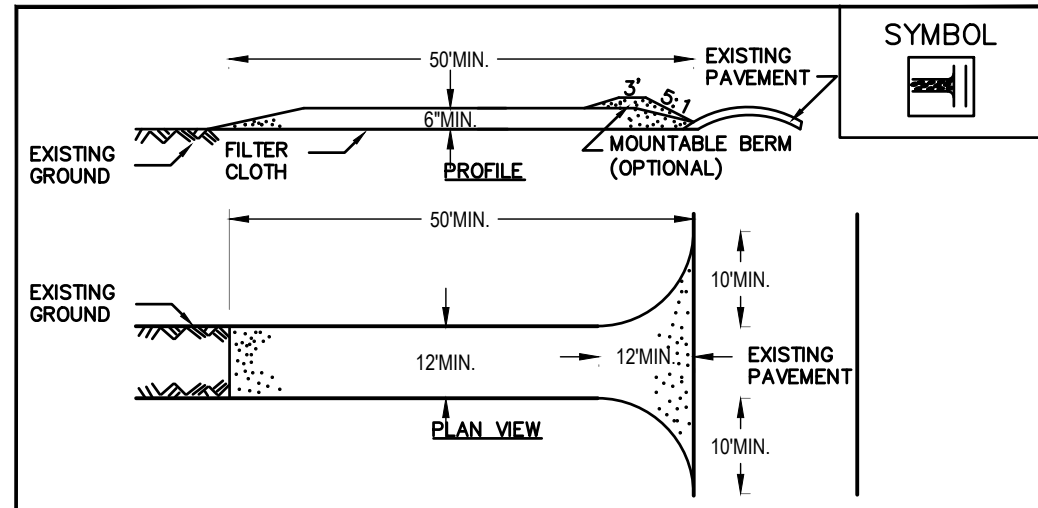 SYMBOL
50'MIN.
EXISTING
PAVEMENT
3'
5:1
6"MIN.
EXISTING
GROUND
FILTER
CLOTH
PROFILE
MOUNTABLE BERM
(OPTIONAL)
50'MIN.
10'MIN.
EXISTING
GROUND
12'MIN.
12'MIN.
EXISTING
PAVEMENT
PLAN VIEW
10'MIN.